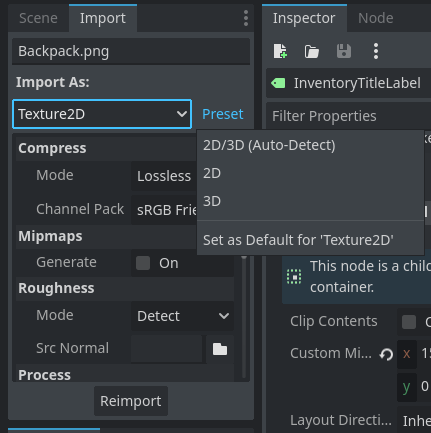 Scene Import
Backpack.png
Import As:
Texture2D Preset
2D/3D (Auto-Detect)
2D
3D
Set as Default for 'Texture2D'
Compress
Mode Lossless
Channel Pack sRGB Frie
Mipmaps
Generate On
Roughness
Mode Detect
Src Normal
Process
Reimport
Inspector Node
InventoryTitleLabel
Filter Properties
This node is a child
container.
Clip Contents
Custom Mi... x 15
y 0
Layout Directi... Inhe